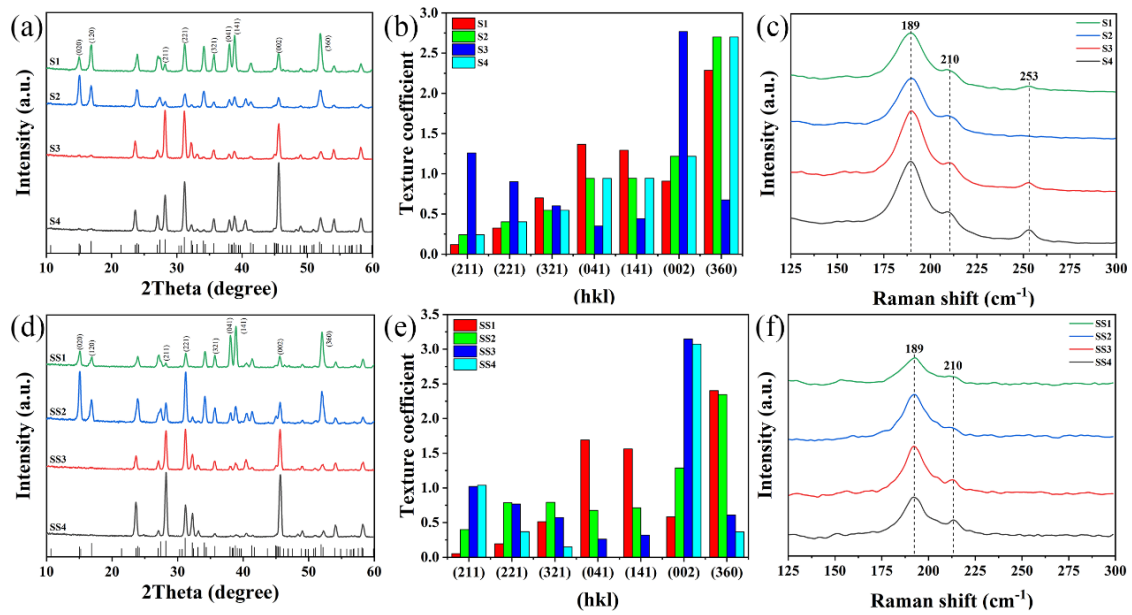 (a)
(020)
(120)
(211)
(221)
(321)
(041)
(141)
(002)
(360)
S1
S2
S3
S4
Intensity (a.u.)
10 20 30 40 50 60
2Theta (degree)
(b)
S1
S2
S3
S4
3.0
2.5
2.0
1.5
1.0
0.5
0.0
Texture coefficient
(211) (221) (321) (041) (141) (002) (360)
(hkl)
(c)
189
210
253
S1
S2
S3
S4
Intensity (a.u.)
125 150 175 200 225 250 275 300
Raman shift (cm-1)
(d)
(020)
(120)
(211)
(221)
(321)
(041)
(141)
(002)
(360)
SS1
SS2
SS3
SS4
Intensity (a.u.)
10 20 30 40 50 60
2Theta (degree)
(e)
SS1
SS2
SS3
SS4
3.5
3.0
2.5
2.0
1.5
1.0
0.5
0.0
Texture coefficient
(211) (221) (321) (041) (141) (002) (360)
(hkl)
(f)
189
210
SS1
SS2
SS3
SS4
Intensity (a.u.)
125 150 175 200 225 250 275 300
Raman shift (cm-1)